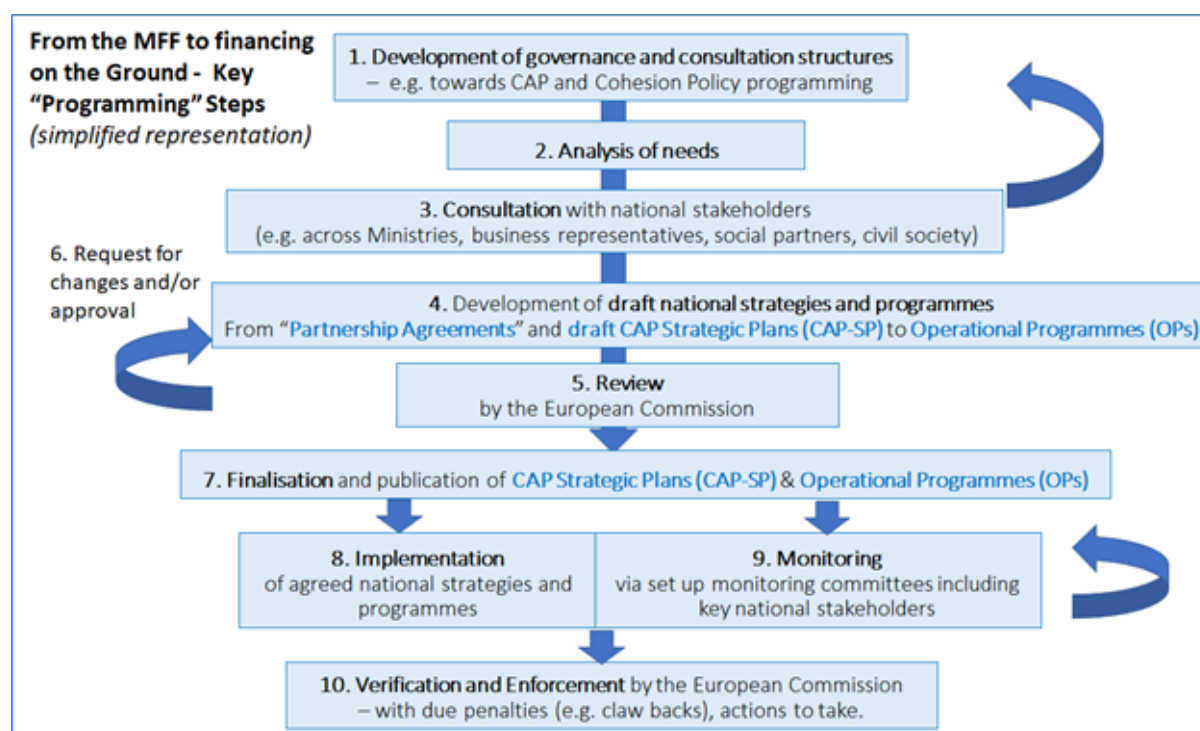 From the MFF to financing
on the Ground - Key
“Programming” Steps
(simplified representation)
1. Development of governance and consultation structures
– e.g. towards CAP and Cohesion Policy programming
2. Analysis of needs
3. Consultation with national stakeholders
(e.g. across Ministries, business representatives, social partners, civil society)
6. Request for
changes and/or
approval
4. Development of draft national strategies and programmes
From “Partnership Agreements” and draft CAP Strategic Plans (CAP-SP) to Operational Programmes (OPs)
5. Review
by the European Commission
7. Finalisation and publication of CAP Strategic Plans (CAP-SP) & Operational Programmes (OPs)
8. Implementation
of agreed national strategies and
programmes
9. Monitoring
via set up monitoring committees including
key national stakeholders
10. Verification and Enforcement by the European Commission
– with due penalties (e.g. claw backs), actions to take.